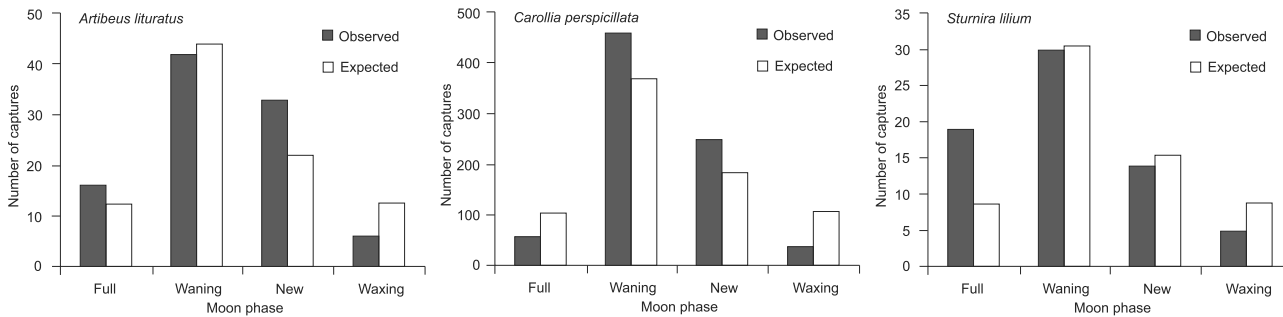 Artibeus lituratus
Observed
Expected
Number of captures
50
40
30
20
10
0
Full Waning New Waxing
Moon phase
Carollia perspicillata
Observed
Expected
Number of captures
500
400
300
200
100
0
Full Waning New Waxing
Moon phase
Sturnira lilium
Observed
Expected
Number of captures
35
30
25
20
15
10
5
0
Full Waning New Waxing
Moon phase